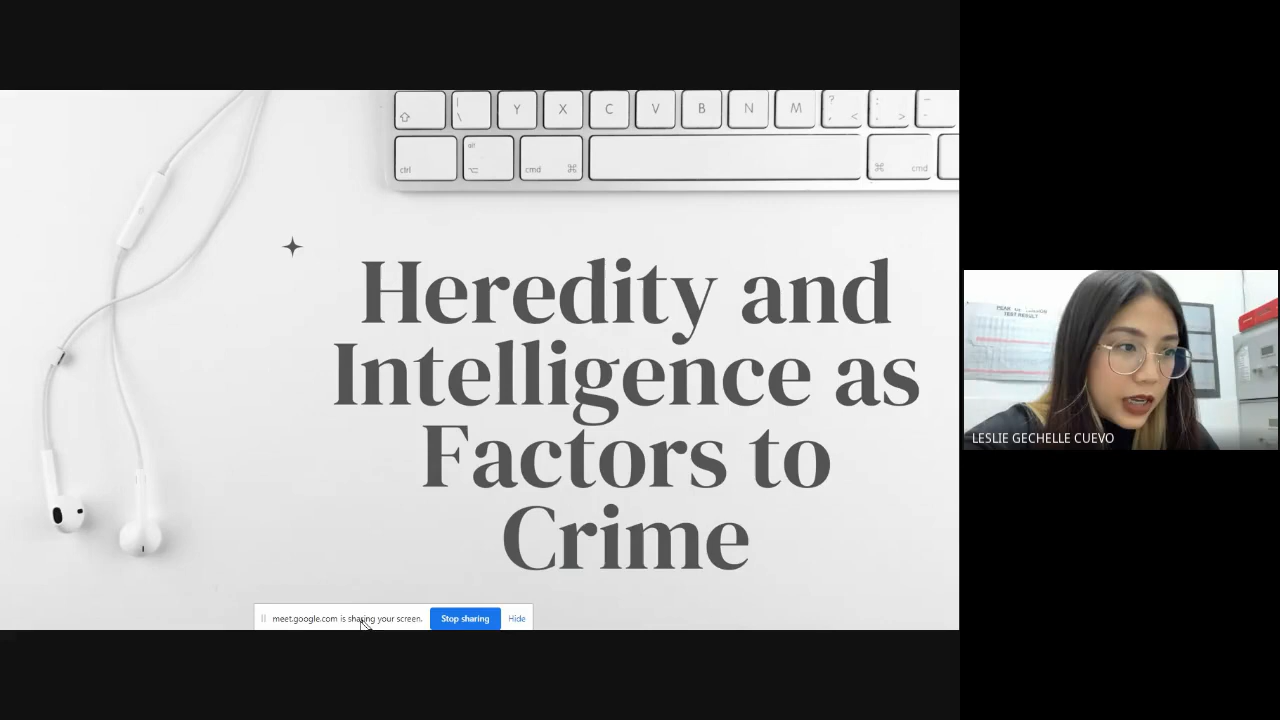 Y X C V B N M ? < : > -
ctrl alt cmd ⌘ ⌘ cmd
Heredity and
Intelligence as
Factors to
Crime
meet.google.com is sharing your screen. Stop sharing Hide
LESLIE GECHELLE CUEVO